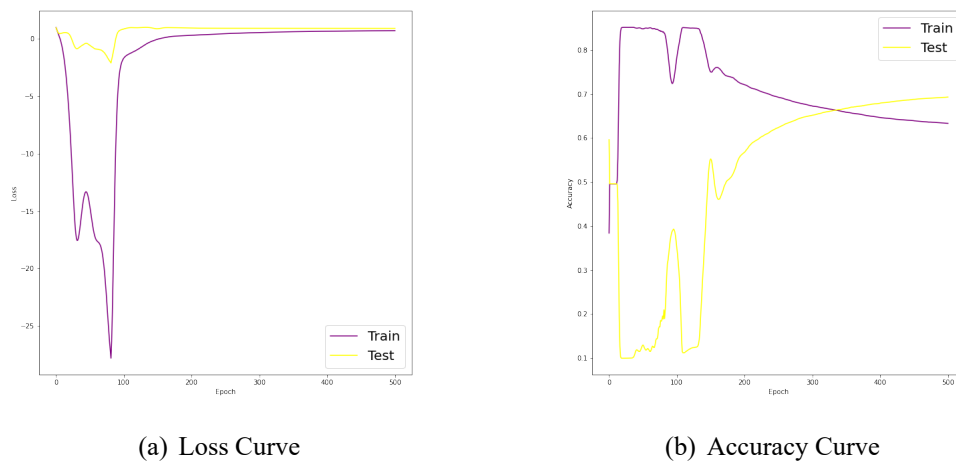 0
−5
−10
−15
−20
−25
Loss
0 100 200 300 400 500
Epoch
Train
Test
0.8
0.7
0.6
0.5
0.4
0.3
0.2
0.1
Accuracy
0 100 200 300 400 500
Epoch
Train
Test
(a) Loss Curve
(b) Accuracy Curve